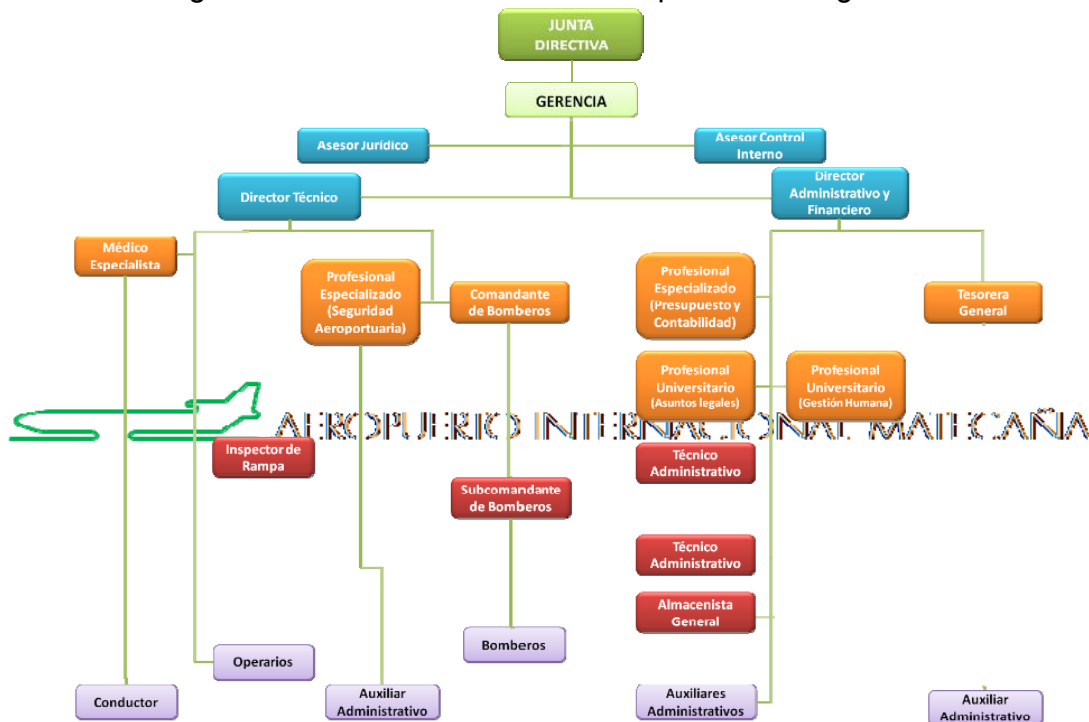 JUNTA
DIRECTIVA
GERENCIA
Asesor Jurídico
Asesor Control
Interno
Director Técnico
Director
Administrativo y
Financiero
Médico
Especialista
Profesional
Especializado
(Seguridad
Aeroportuaria)
Comandante
de Bomberos
Profesional
Especializado
(Presupuesto y
Contabilidad)
Tesorera
General
Profesional
Universitario
(Asuntos legales)
Profesional
Universitario
(Gestión Humana)
AEROPUERTO INTERNACIONAL MATECAÑA
Inspector de
Rampa
Técnico
Administrativo
Subcomandante
de Bomberos
Técnico
Administrativo
Almacenista
General
Operarios
Bomberos
Conductor
Auxiliar
Administrativo
Auxiliares
Administrativos
Auxiliar
Administrativo